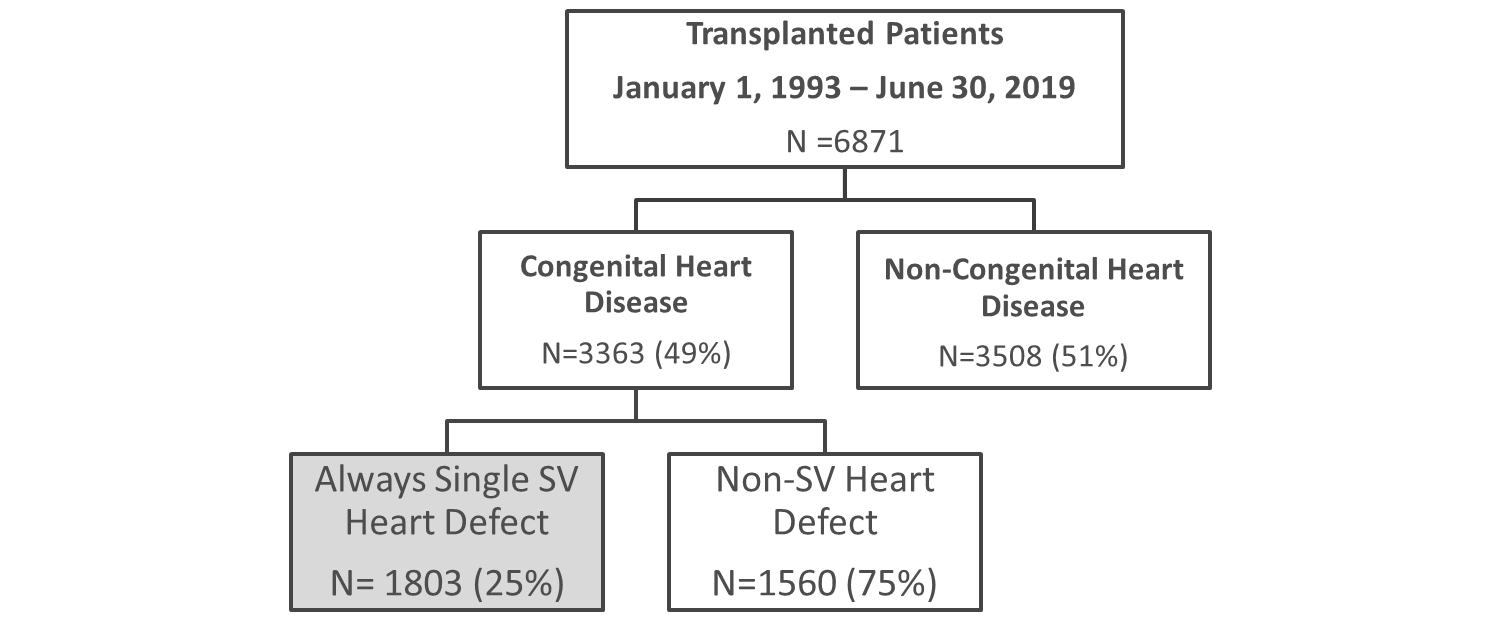 Transplanted Patients
January 1, 1993 – June 30, 2019
N =6871
Congenital Heart
Disease
N=3363 (49%)
Non-Congenital Heart
Disease
N=3508 (51%)
Always Single SV
Heart Defect
N= 1803 (25%)
Non-SV Heart
Defect
N=1560 (75%)